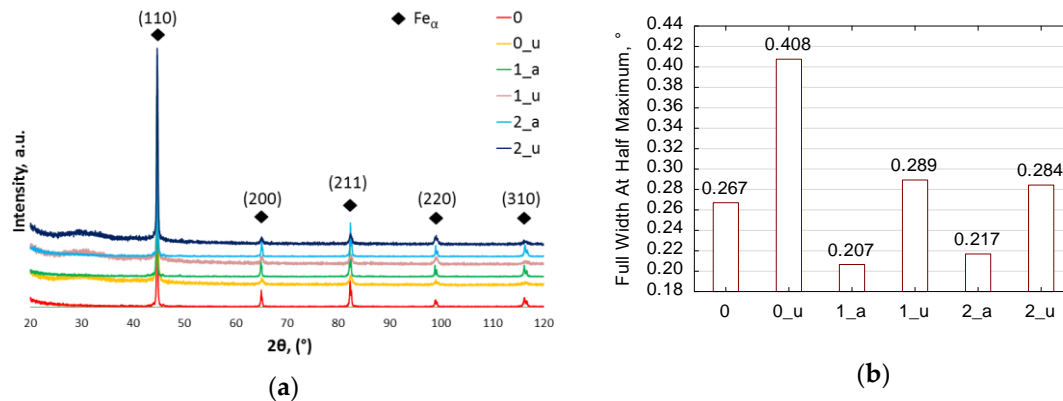 (110)
◆ Feα
0
0_u
1_a
1_u
2_a
2_u
Intensity, a.u.
(200)
(211)
(220)
(310)
20 30 40 50 60 70 80 90 100 110 120
2θ, (°)
(a)
Full Width At Half Maximum, °
0.44
0.42
0.40
0.38
0.36
0.34
0.32
0.30
0.28
0.26
0.24
0.22
0.20
0.18
0.267
0.408
0.207
0.289
0.217
0.284
0 0_u 1_a 1_u 2_a 2_u
(b)